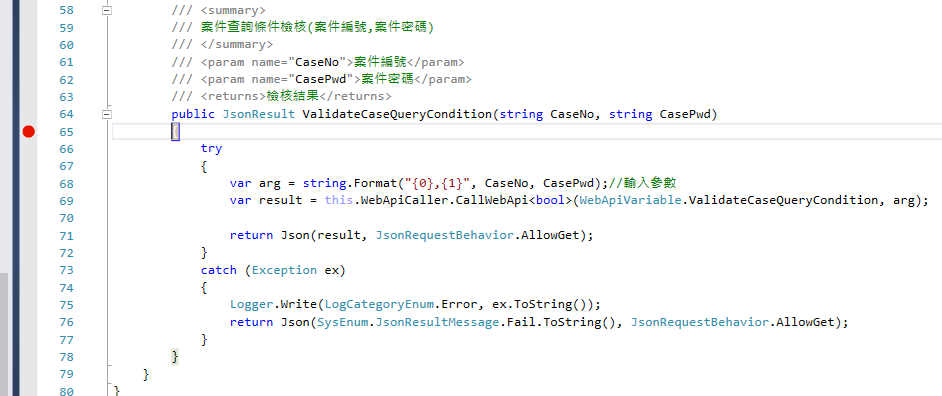 58 /// <summary>
59 /// 案件查詢條件檢核(案件編號,案件密碼)
60 /// </summary>
61 /// <param name="CaseNo">案件編號</param>
62 /// <param name="CasePwd">案件密碼</param>
63 /// <returns>檢核結果</returns>
64 public JsonResult ValidateCaseQueryCondition(string CaseNo, string CasePwd)
65 {
66 try
67 {
68 var arg = string.Format("{0},{1}", CaseNo, CasePwd);//輸入參數
69 var result = this.WebApiCaller.CallWebApi<bool>(WebApiVariable.ValidateCaseQueryCondition, arg);
70
71 return Json(result, JsonRequestBehavior.AllowGet);
72 }
73 catch (Exception ex)
74 {
75 Logger.Write(LogCategoryEnum.Error, ex.ToString());
76 return Json(SysEnum.JsonResultMessage.Fail.ToString(), JsonRequestBehavior.AllowGet);
77 }
78 }
79 }
80 }